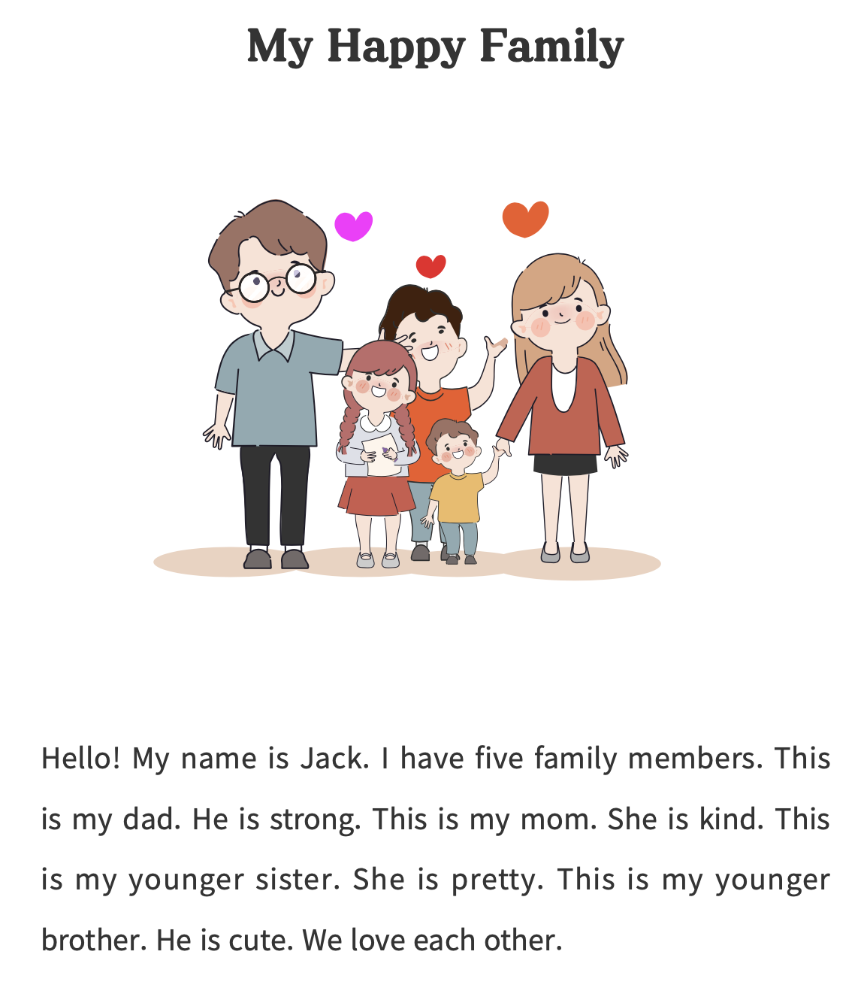 My Happy Family
Hello! My name is Jack. I have five family members. This
is my dad. He is strong. This is my mom. She is kind. This
is my younger sister. She is pretty. This is my younger
brother. He is cute. We love each other.